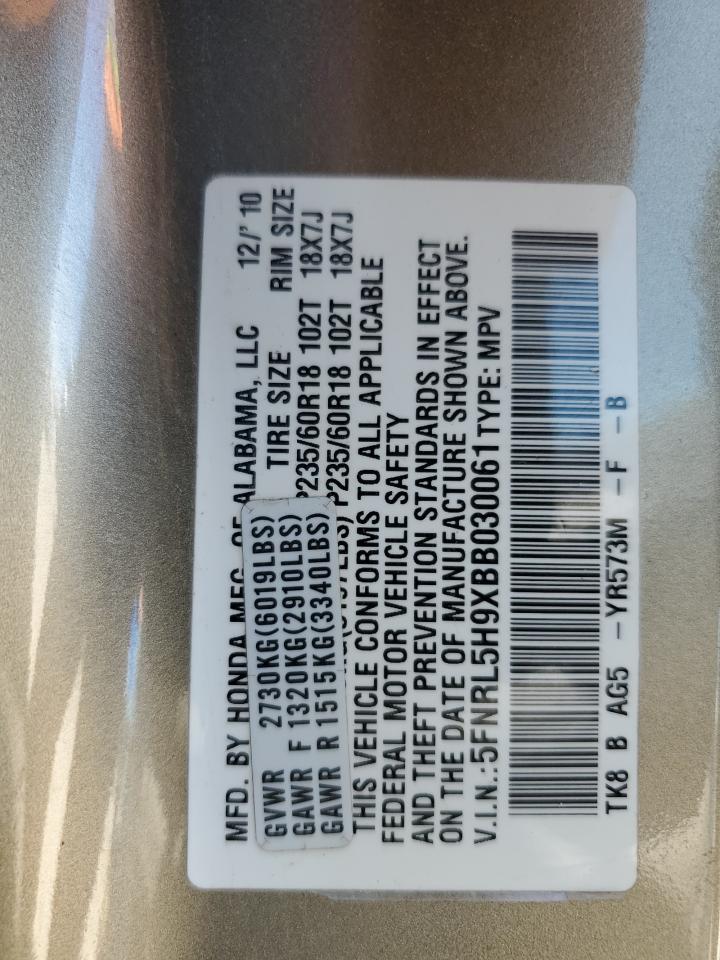 MFD. BY HONDA MFG. OF ALABAMA, LLC 12/' 10
TIRE SIZE RIM SIZE
GVWR 2730KG(6019LBS)
GAWR F 1320KG(2910LBS) P235/60R18 102T 18X7J
GAWR R 1515KG(3340LBS) P235/60R18 102T 18X7J
THIS VEHICLE CONFORMS TO ALL APPLICABLE
FEDERAL MOTOR VEHICLE SAFETY
AND THEFT PREVENTION STANDARDS IN EFFECT
ON THE DATE OF MANUFACTURE SHOWN ABOVE.
V.I.N.:5FNRL5H9XBB030061 TYPE: MPV
TK8 B AG5 -YR573M -F -B